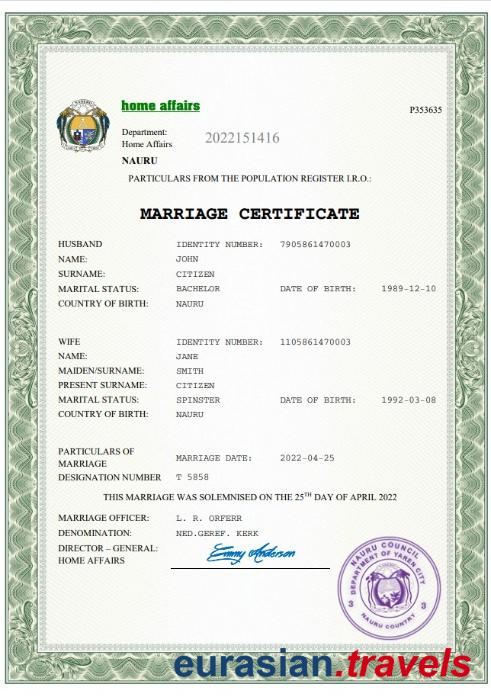 home affairs
P353635
Department:
Home Affairs
2022151416
NAURU
PARTICULARS FROM THE POPULATION REGISTER I.R.O.:
MARRIAGE CERTIFICATE
HUSBAND IDENTITY NUMBER: 7905861470003
NAME: JOHN
SURNAME: CITIZEN
MARITAL STATUS: BACHELOR DATE OF BIRTH: 1989-12-10
COUNTRY OF BIRTH: NAURU
WIFE IDENTITY NUMBER: 1105861470003
NAME: JANE
MAIDEN/SURNAME: SMITH
PRESENT SURNAME: CITIZEN
MARITAL STATUS: SPINSTER DATE OF BIRTH: 1992-03-08
COUNTRY OF BIRTH: NAURU
PARTICULARS OF
MARRIAGE MARRIAGE DATE: 2022-04-25
DESIGNATION NUMBER T 5858
THIS MARRIAGE WAS SOLEMNISED ON THE 25TH DAY OF APRIL 2022
MARRIAGE OFFICER: L. R. ORFERR
DENOMINATION: NED.GEREF. KERK
DIRECTOR – GENERAL:
HOME AFFAIRS
Emmy Anderson
NAURU COUNCIL
DEPARTMENT OF YAREN CITY
3 3
NAURU COUNTRY
eurasian.travels